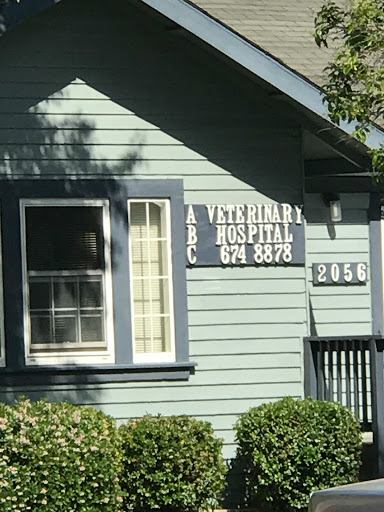 A VETERINARY
B HOSPITAL
C 674 8878
2056